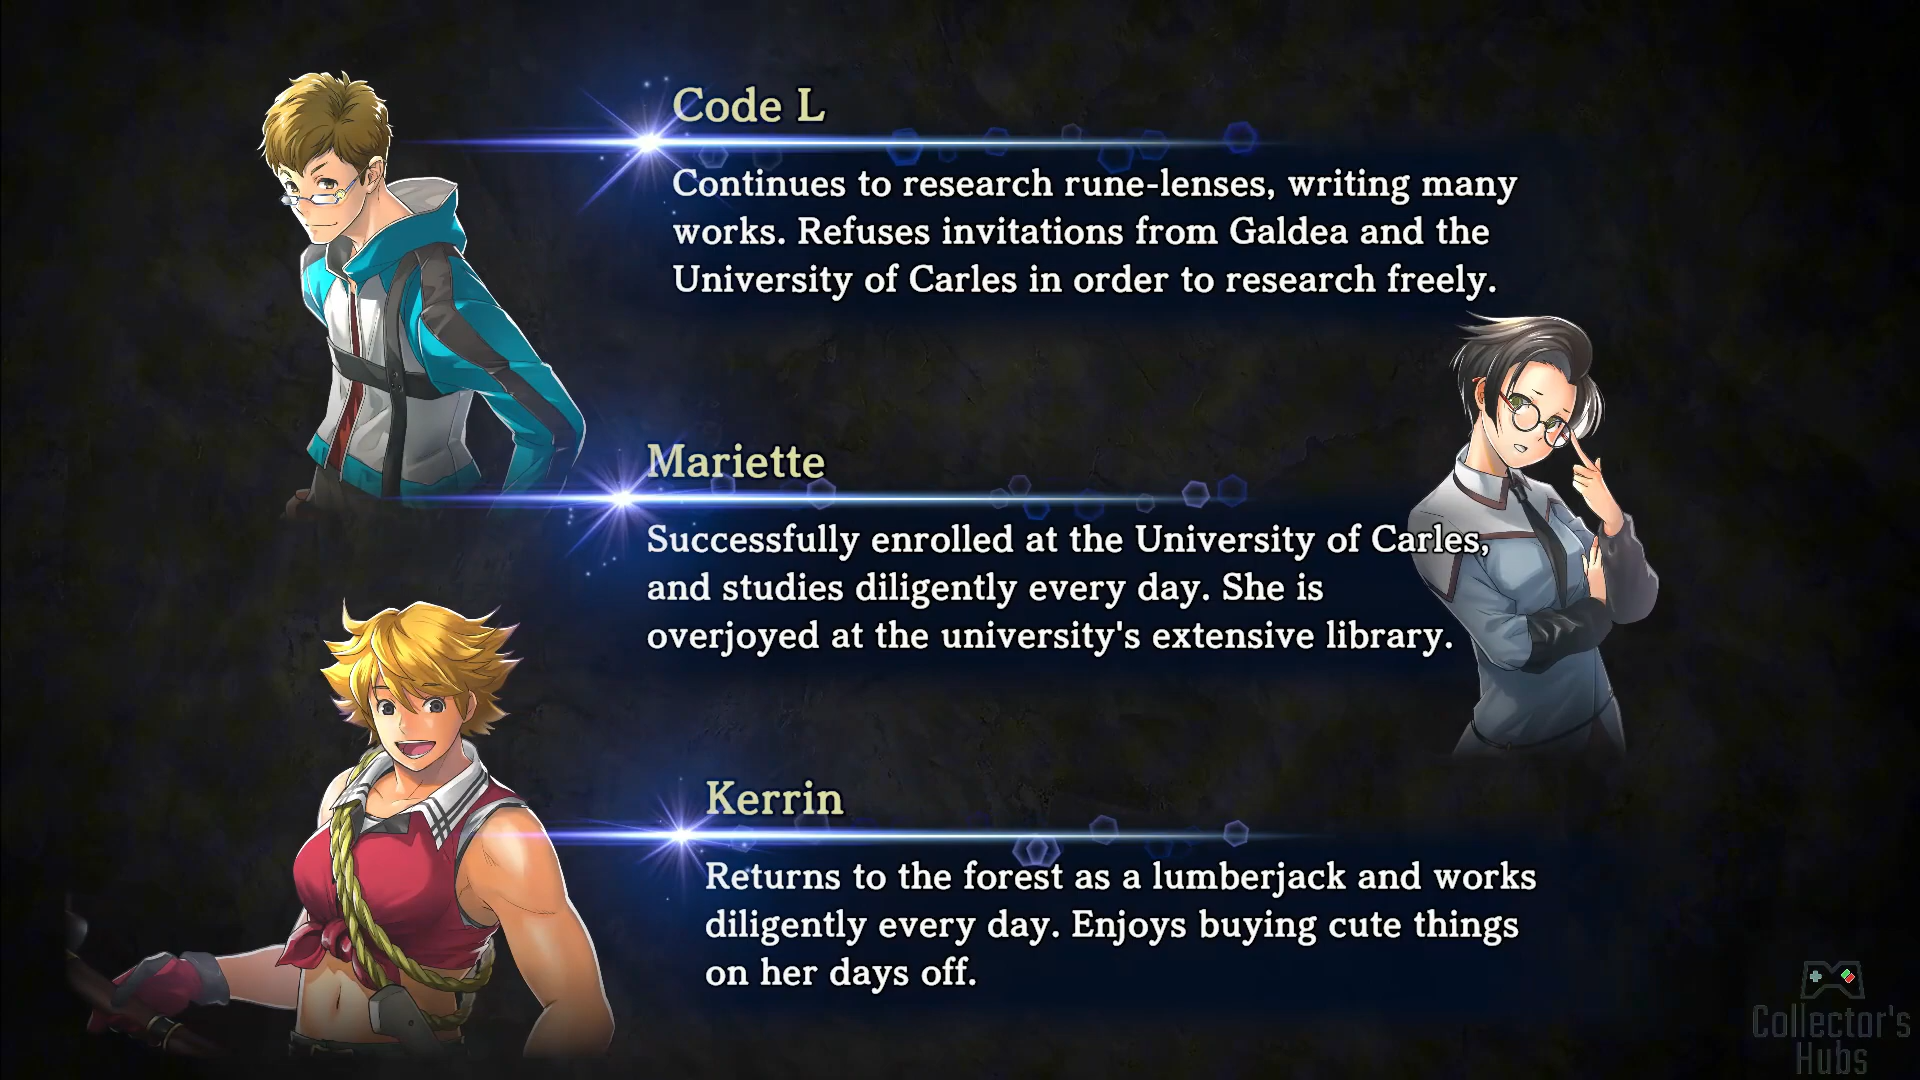 Code L
Continues to research rune-lenses, writing many
works. Refuses invitations from Galdea and the
University of Carles in order to research freely.
Mariette
Successfully enrolled at the University of Carles,
and studies diligently every day. She is
overjoyed at the university's extensive library.
Kerrin
Returns to the forest as a lumberjack and works
diligently every day. Enjoys buying cute things
on her days off.
Collector's
Hubs